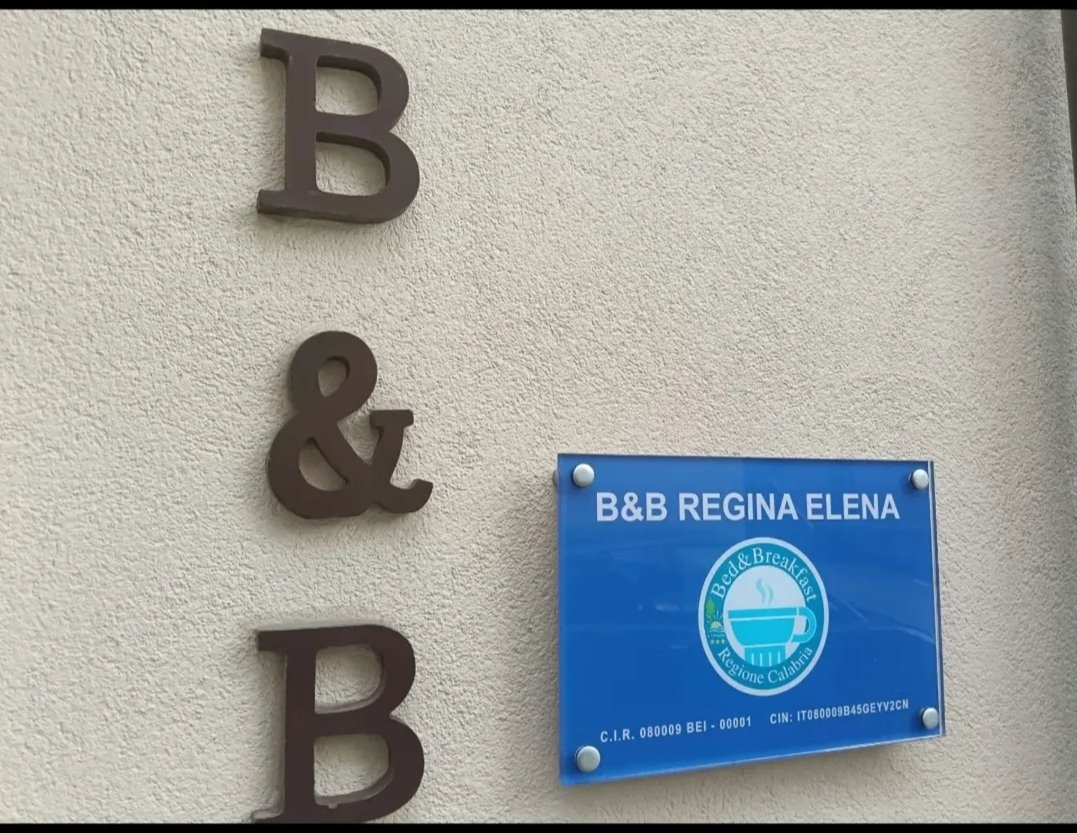 B
&
B
B&B REGINA ELENA
Bed&Breakfast
Regione Calabria
C.I.R. 080009 BEI - 00001 CIN: IT080009B45GEYV2CN